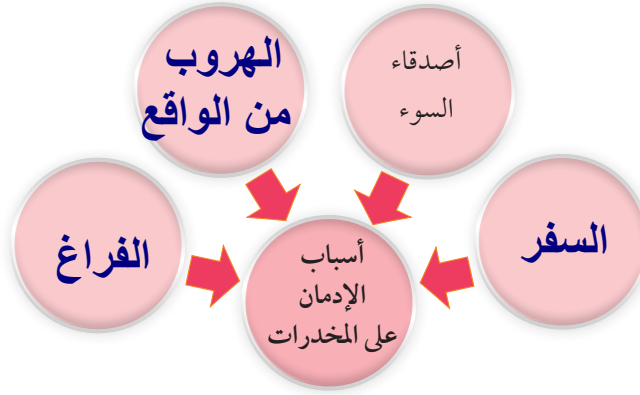 أصدقاء
السوء
الهروب
من الواقع
السفر
الفراغ
أسباب
الإدمان
على المخدرات